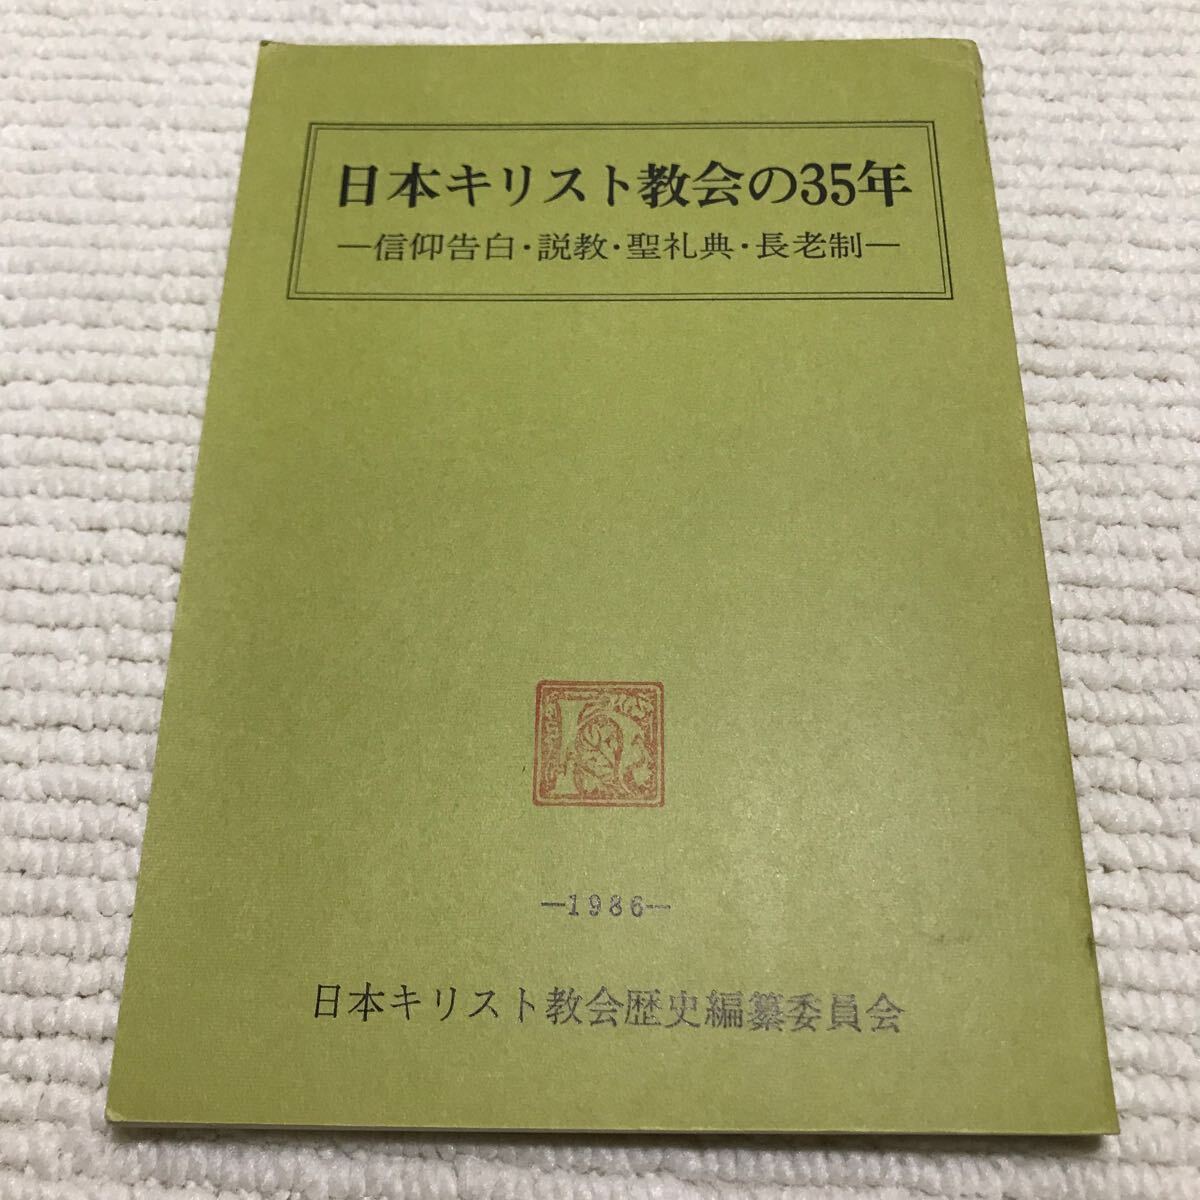 日本キリスト教会の35年
—信仰告白・説教・聖礼典・長老制—
—1986—
日本キリスト教会歴史編纂委員会